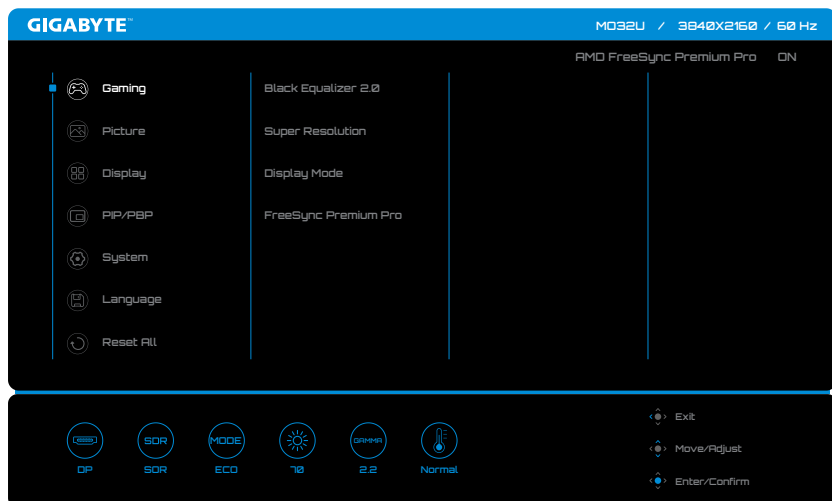 GIGABYTE™
MO32U / 3840X2160 / 60 Hz
AMD FreeSync Premium Pro ON
Gaming
Picture
Display
PIP/PBP
System
Language
Reset All
Black Equalizer 2.0
Super Resolution
Display Mode
FreeSync Premium Pro
SDR
MODE
GAMMA
DP
SDR
ECO
70
2.2
Normal
Exit
Move/Adjust
Enter/Confirm